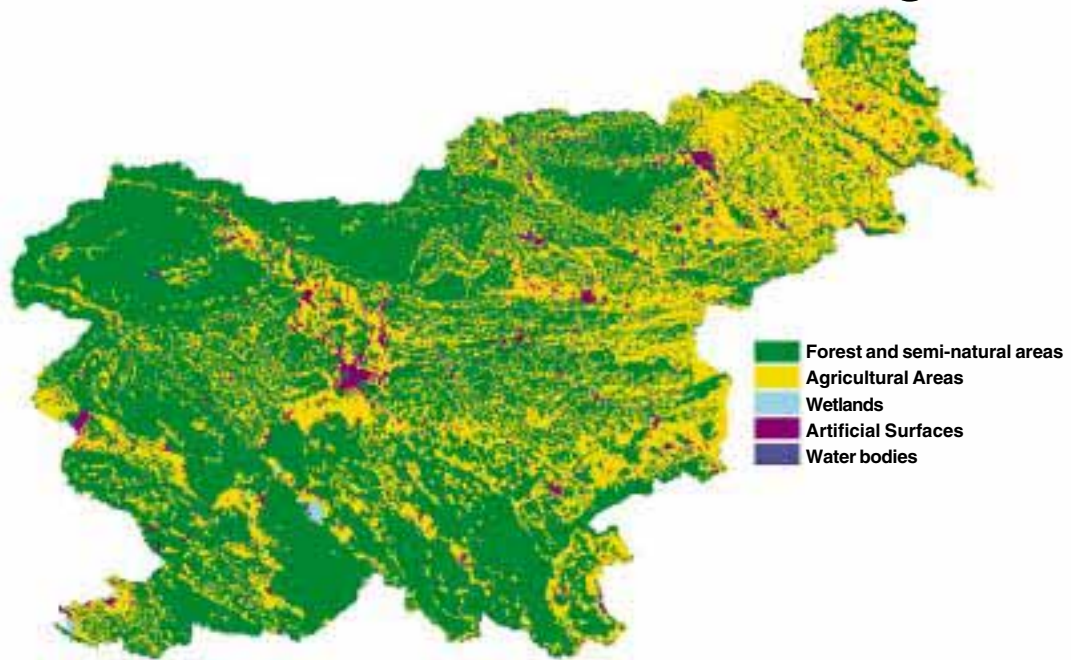 Forest and semi-natural areas
Agricultural Areas
Wetlands
Artificial Surfaces
Water bodies